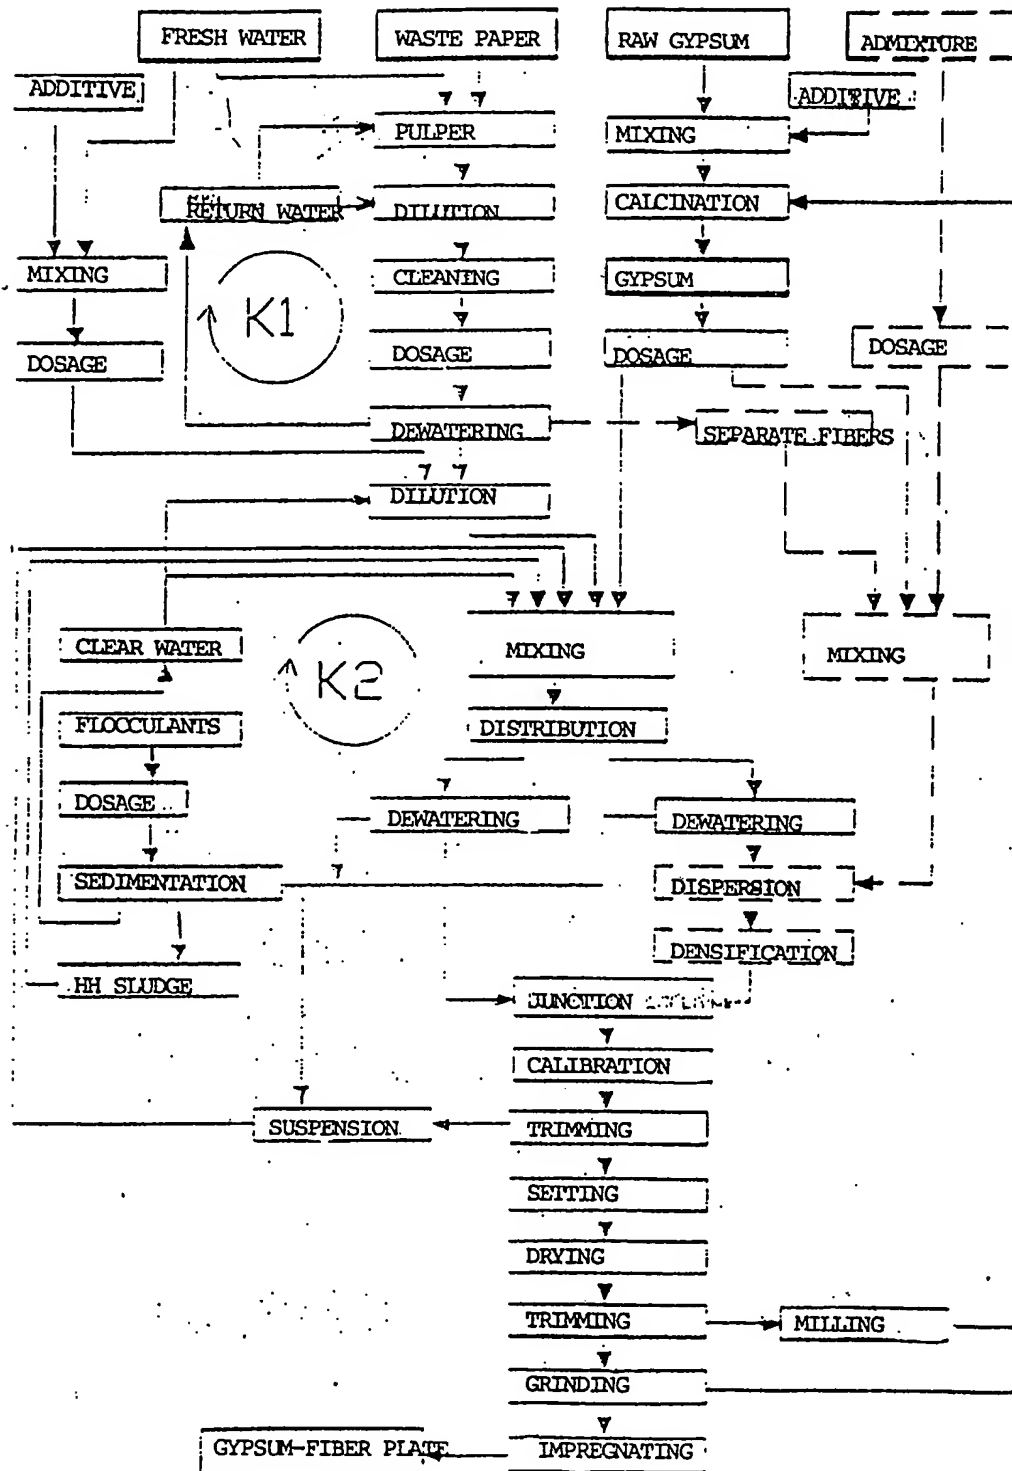 FRESH WATER
WASTE PAPER
RAW GYPSUM
ADMIXTURE
ADDITIVE
ADDITIVE
PULPER
MIXING
RETURN WATER
DILUTION
CALCINATION
MIXING
K1
CLEANING
GYPSUM
DOSAGE
DOSAGE
DOSAGE
DOSAGE
DEWATERING
SEPARATE FIBERS
DILUTION
CLEAR WATER
K2
MIXING
MIXING
FLOCCULANTS
DISTRIBUTION
DOSAGE
DEWATERING
DEWATERING
SEDIMENTATION
DISPERSION
DENSIFICATION
HH SLUDGE
JUNCTION
CALIBRATION
SUSPENSION
TRIMMING
SETTING
DRYING
TRIMMING
MILLING
GRINDING
GYPSUM-FIBER PLATE
IMPREGNATING